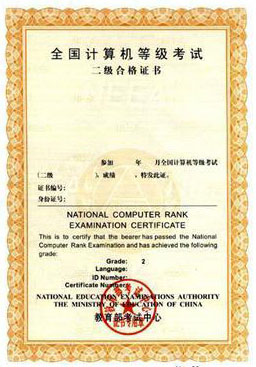 全国计算机等级考试
二级合格证书
参加 年 月全国计算机等级考试
(二级 ),成绩 ,特发此证。
证书编号:
身份证号:
NATIONAL COMPUTER RANK
EXAMINATION CERTIFICATE
This is to certify that the bearer has passed the National
Computer Rank Examination and has achieved the following
grade:
Grade: 2
Language:
ID Number:
Certificate Number:
NATIONAL EDUCATION EXAMINATIONS AUTHORITY
THE MINISTRY OF EDUCATION OF CHINA
教育部考试中心